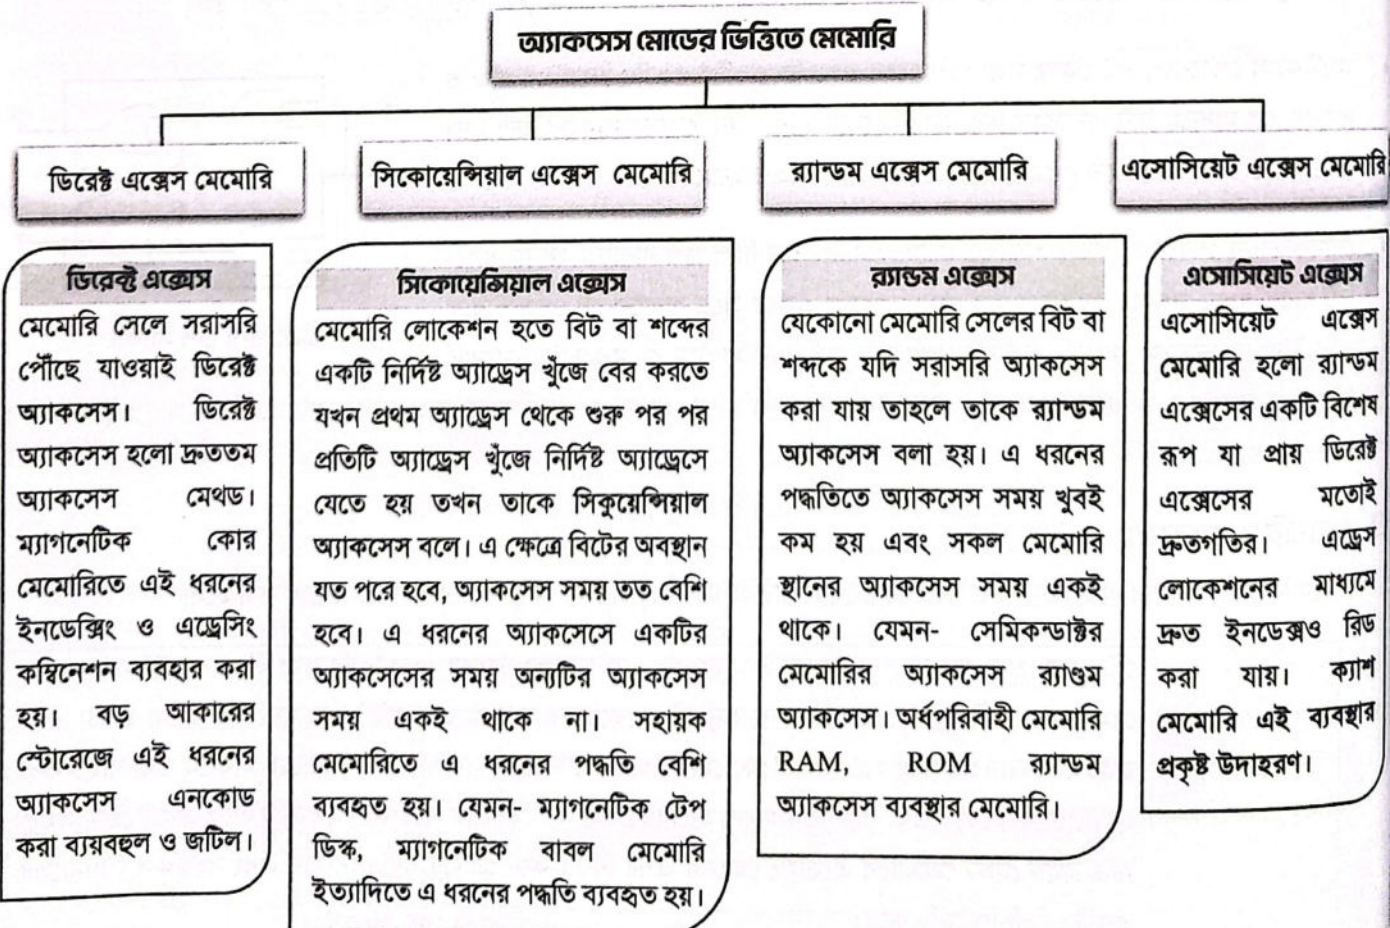 অ্যাকসেস মোডের ভিত্তিতে মেমোরি
ডিরেক্ট এক্সেস মেমোরি
সিকোয়েন্সিয়াল এক্সেস মেমোরি
র‍্যান্ডম এক্সেস মেমোরি
এসোসিয়েট এক্সেস মেমোরি
ডিরেক্ট এক্সেস
মেমোরি সেলে সরাসরি
পৌঁছে যাওয়াই ডিরেক্ট
অ্যাকসেস। ডিরেক্ট
অ্যাকসেস হলো দ্রুততম
অ্যাকসেস মেথড।
ম্যাগনেটিক কোর
মেমোরিতে এই ধরনের
ইনডেক্সিং ও এড্রেসিং
কম্বিনেশন ব্যবহার করা
হয়। বড় আকারের
স্টোরেজে এই ধরনের
অ্যাকসেস এনকোড
করা ব্যয়বহুল ও জটিল।
সিকোয়েন্সিয়াল এক্সেস
মেমোরি লোকেশন হতে বিট বা শব্দের
একটি নির্দিষ্ট অ্যাড্রেস খুঁজে বের করতে
যখন প্রথম অ্যাড্রেস থেকে শুরু পর পর
প্রতিটি অ্যাড্রেস খুঁজে নির্দিষ্ট অ্যাড্রেসে
যেতে হয় তখন তাকে সিকুয়েন্সিয়াল
অ্যাকসেস বলে। এ ক্ষেত্রে বিটের অবস্থান
যত পরে হবে, অ্যাকসেস সময় তত বেশি
হবে। এ ধরনের অ্যাকসেসে একটির
অ্যাকসেসের সময় অন্যটির অ্যাকসেস
সময় একই থাকে না। সহায়ক
মেমোরিতে এ ধরনের পদ্ধতি বেশি
ব্যবহৃত হয়। যেমন- ম্যাগনেটিক টেপ
ডিস্ক, ম্যাগনেটিক বাবল মেমোরি
ইত্যাদিতে এ ধরনের পদ্ধতি ব্যবহৃত হয়।
র‍্যান্ডম এক্সেস
যেকোনো মেমোরি সেলের বিট বা
শব্দকে যদি সরাসরি অ্যাকসেস
করা যায় তাহলে তাকে র‍্যান্ডম
অ্যাকসেস বলা হয়। এ ধরনের
পদ্ধতিতে অ্যাকসেস সময় খুবই
কম হয় এবং সকল মেমোরি
স্থানের অ্যাকসেস সময় একই
থাকে। যেমন- সেমিকন্ডাক্টর
মেমোরির অ্যাকসেস র‍্যাণ্ডম
অ্যাকসেস। অর্ধপরিবাহী মেমোরি
RAM, ROM র‍্যান্ডম
অ্যাকসেস ব্যবস্থার মেমোরি।
এসোসিয়েট এক্সেস
এসোসিয়েট এক্সেস
মেমোরি হলো র‍্যান্ডম
এক্সেসের একটি বিশেষ
রূপ যা প্রায় ডিরেক্ট
এক্সেসের মতোই
দ্রুতগতির। এড্রেস
লোকেশনের মাধ্যমে
দ্রুত ইনডেক্সও রিড
করা যায়। ক্যাশ
মেমোরি এই ব্যবস্থার
প্রকৃষ্ট উদাহরণ।